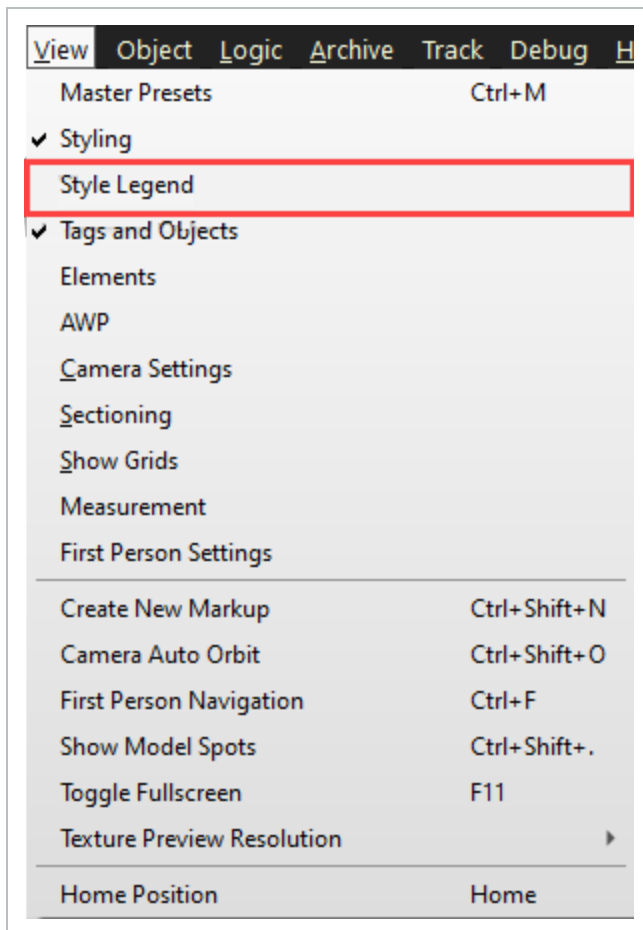 View Object Logic Archive Track Debug H
Master Presets Ctrl+M
Styling
Style Legend
Tags and Objects
Elements
AWP
Camera Settings
Sectioning
Show Grids
Measurement
First Person Settings
Create New Markup Ctrl+Shift+N
Camera Auto Orbit Ctrl+Shift+O
First Person Navigation Ctrl+F
Show Model Spots Ctrl+Shift+.
Toggle Fullscreen F11
Texture Preview Resolution
Home Position Home